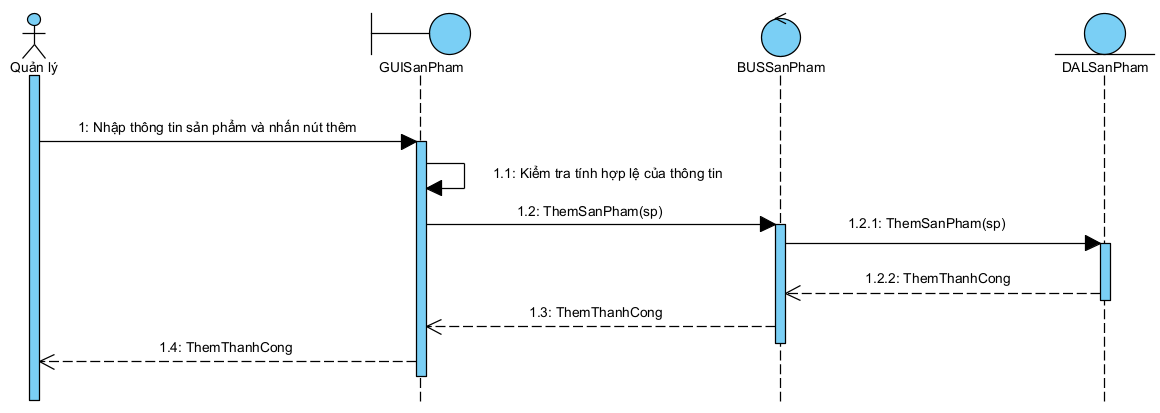 Quản lý
GUISanPham
BUSSanPham
DALSanPham
1: Nhập thông tin sản phẩm và nhấn nút thêm
1.1: Kiểm tra tính hợp lệ của thông tin
1.2: ThemSanPham(sp)
1.2.1: ThemSanPham(sp)
1.2.2: ThemThanhCong
1.3: ThemThanhCong
1.4: ThemThanhCong